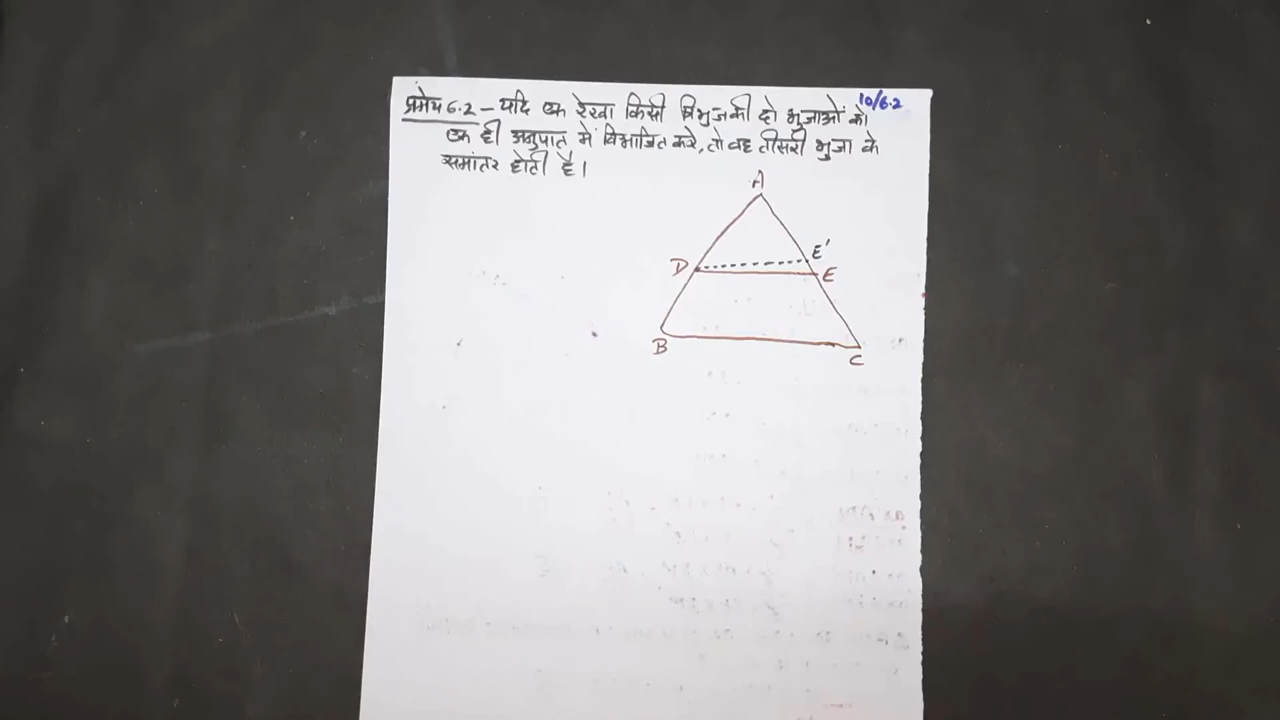 प्रमेय 6.2 - यदि एक रेखा किसी त्रिभुज की दो भुजाओं को
10/6.2
एक ही अनुपात में विभाजित करे, तो वह तीसरी भुजा के
समांतर होती है।
A
E'
D
E
B
C